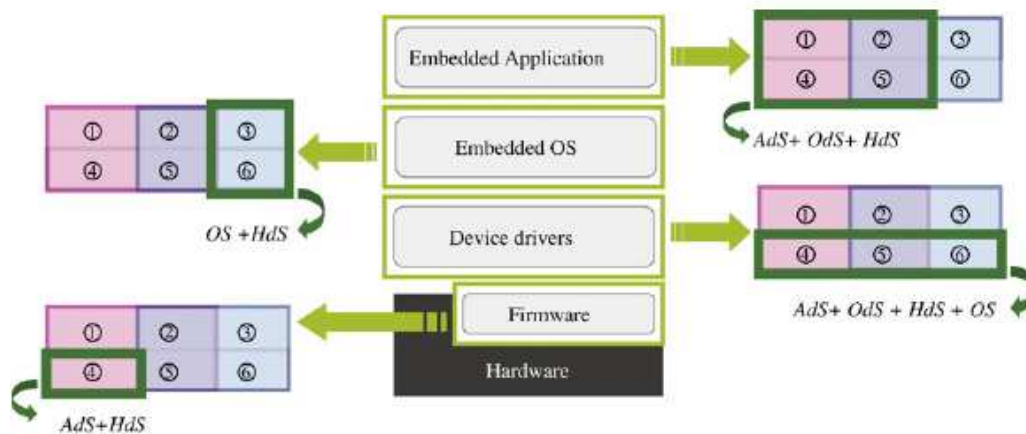 Embedded Application
① ② ③
④ ⑤ ⑥
AdS+ OdS+ HdS
① ② ③
④ ⑤ ⑥
OS +HdS
Embedded OS
Device drivers
① ② ③
④ ⑤ ⑥
AdS+ OdS + HdS + OS
① ② ③
④ ⑤ ⑥
AdS+HdS
Firmware
Hardware